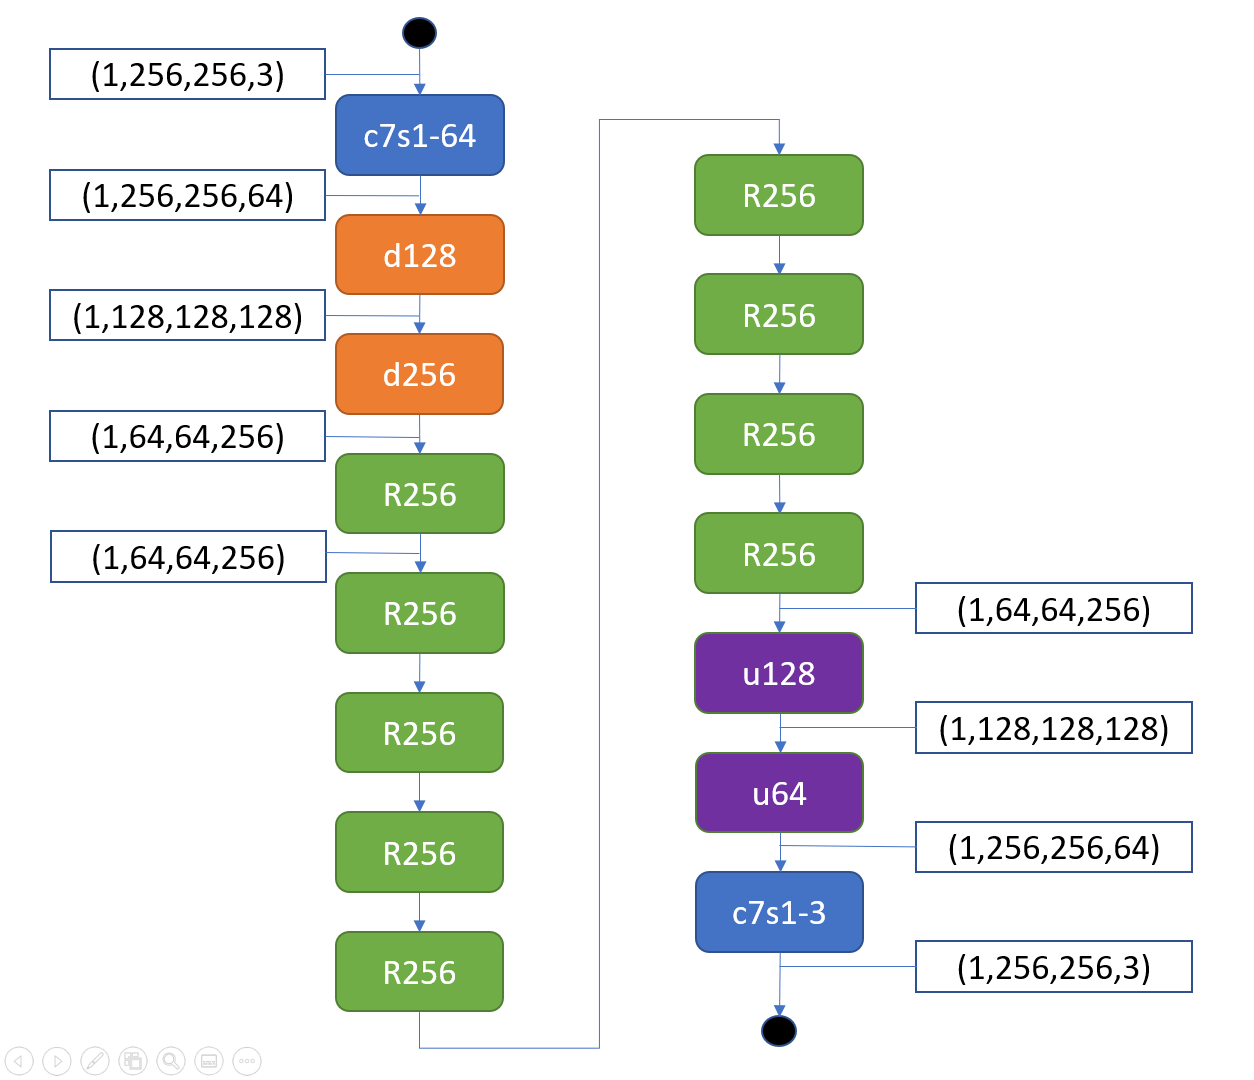 (1,256,256,3)
c7s1-64
(1,256,256,64)
d128
(1,128,128,128)
d256
(1,64,64,256)
R256
(1,64,64,256)
R256
R256
R256
R256
R256
R256
R256
R256
(1,64,64,256)
u128
(1,128,128,128)
u64
(1,256,256,64)
c7s1-3
(1,256,256,3)